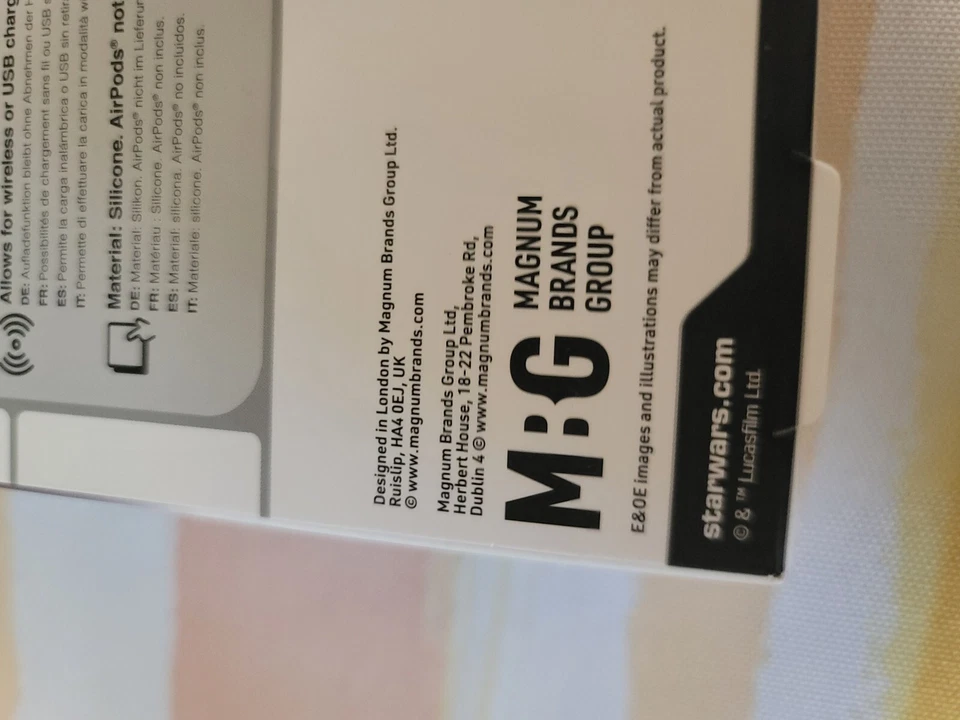 Allows for wireless or USB charg
DE: Aufladefunktion bleibt ohne Abnehmen der
FR: Possibilités de chargement sans fil ou USB s
ES: Permite la carga inalámbrica o USB sin retir
IT: Permette di effettuare la carica in modalità w
Material: Silicone. AirPods® not
DE: Material: Silikon. AirPods® nicht im Lieferu
FR: Matériau : Silicone. AirPods® non inclus.
ES: Material: silicona. AirPods® no incluidos.
IT: Materiale: silicone. AirPods® non inclus.
Designed in London by Magnum Brands Group Ltd.
Ruislip, HA4 0EJ, UK
© www.magnumbrands.com
Magnum Brands Group Ltd,
Herbert House, 18-22 Pembroke Rd,
Dublin 4 © www.magnumbrands.com
M:BG
MAGNUM
BRANDS
GROUP
E&OE images and illustrations may differ from actual product.
starwars.com
© & ™ Lucasfilm Ltd.